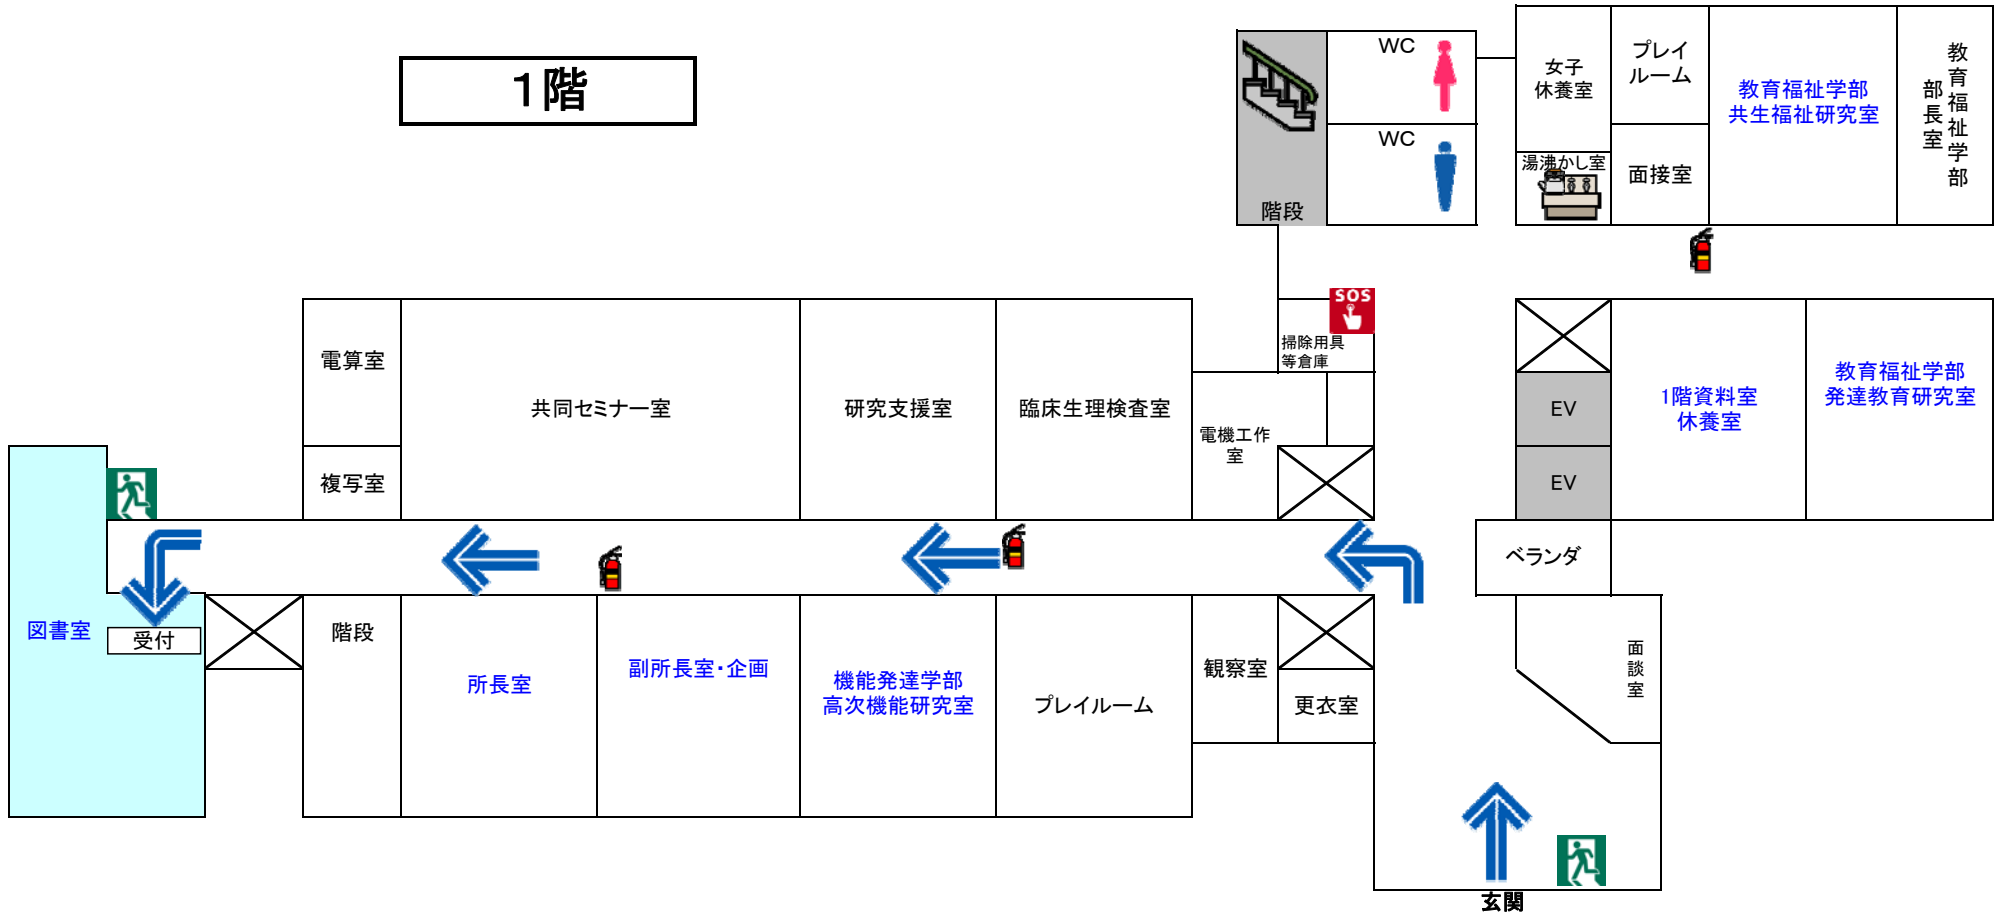 1階
WC
WC
階段
女子
休養室
プレイ
ルーム
教育福祉学部
共生福祉研究室
教育福祉学部
部長室
湯沸かし室
面接室
SOS
掃除用具
等倉庫
電算室
共同セミナー室
研究支援室
臨床生理検査室
電機工作
室
複写室
EV
EV
1階資料室
休養室
教育福祉学部
発達教育研究室
ベランダ
図書室
受付
階段
所長室
副所長室・企画
機能発達学部
高次機能研究室
プレイルーム
観察室
更衣室
面談室
玄関